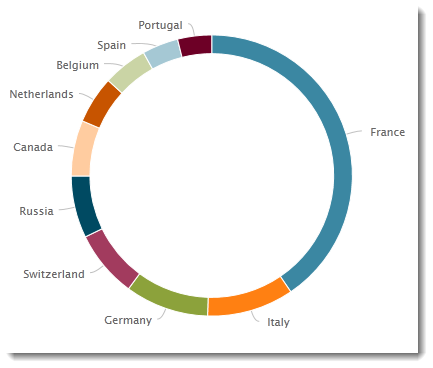 Portugal
Spain
Belgium
Netherlands
Canada
Russia
Switzerland
Germany
Italy
France